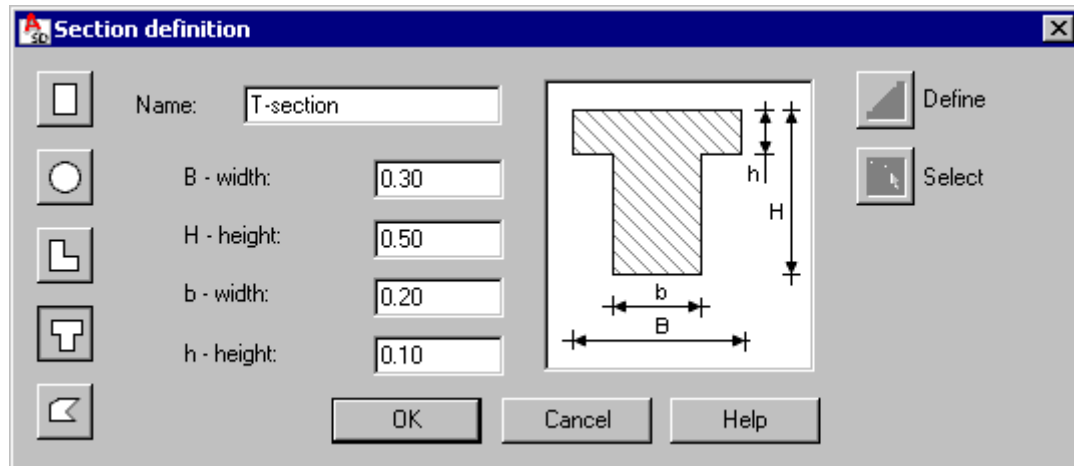 A SD Section definition
Name: T-section
B - width: 0.30
H - height: 0.50
b - width: 0.20
h - height: 0.10
h
H
b
B
Define
Select
OK Cancel Help